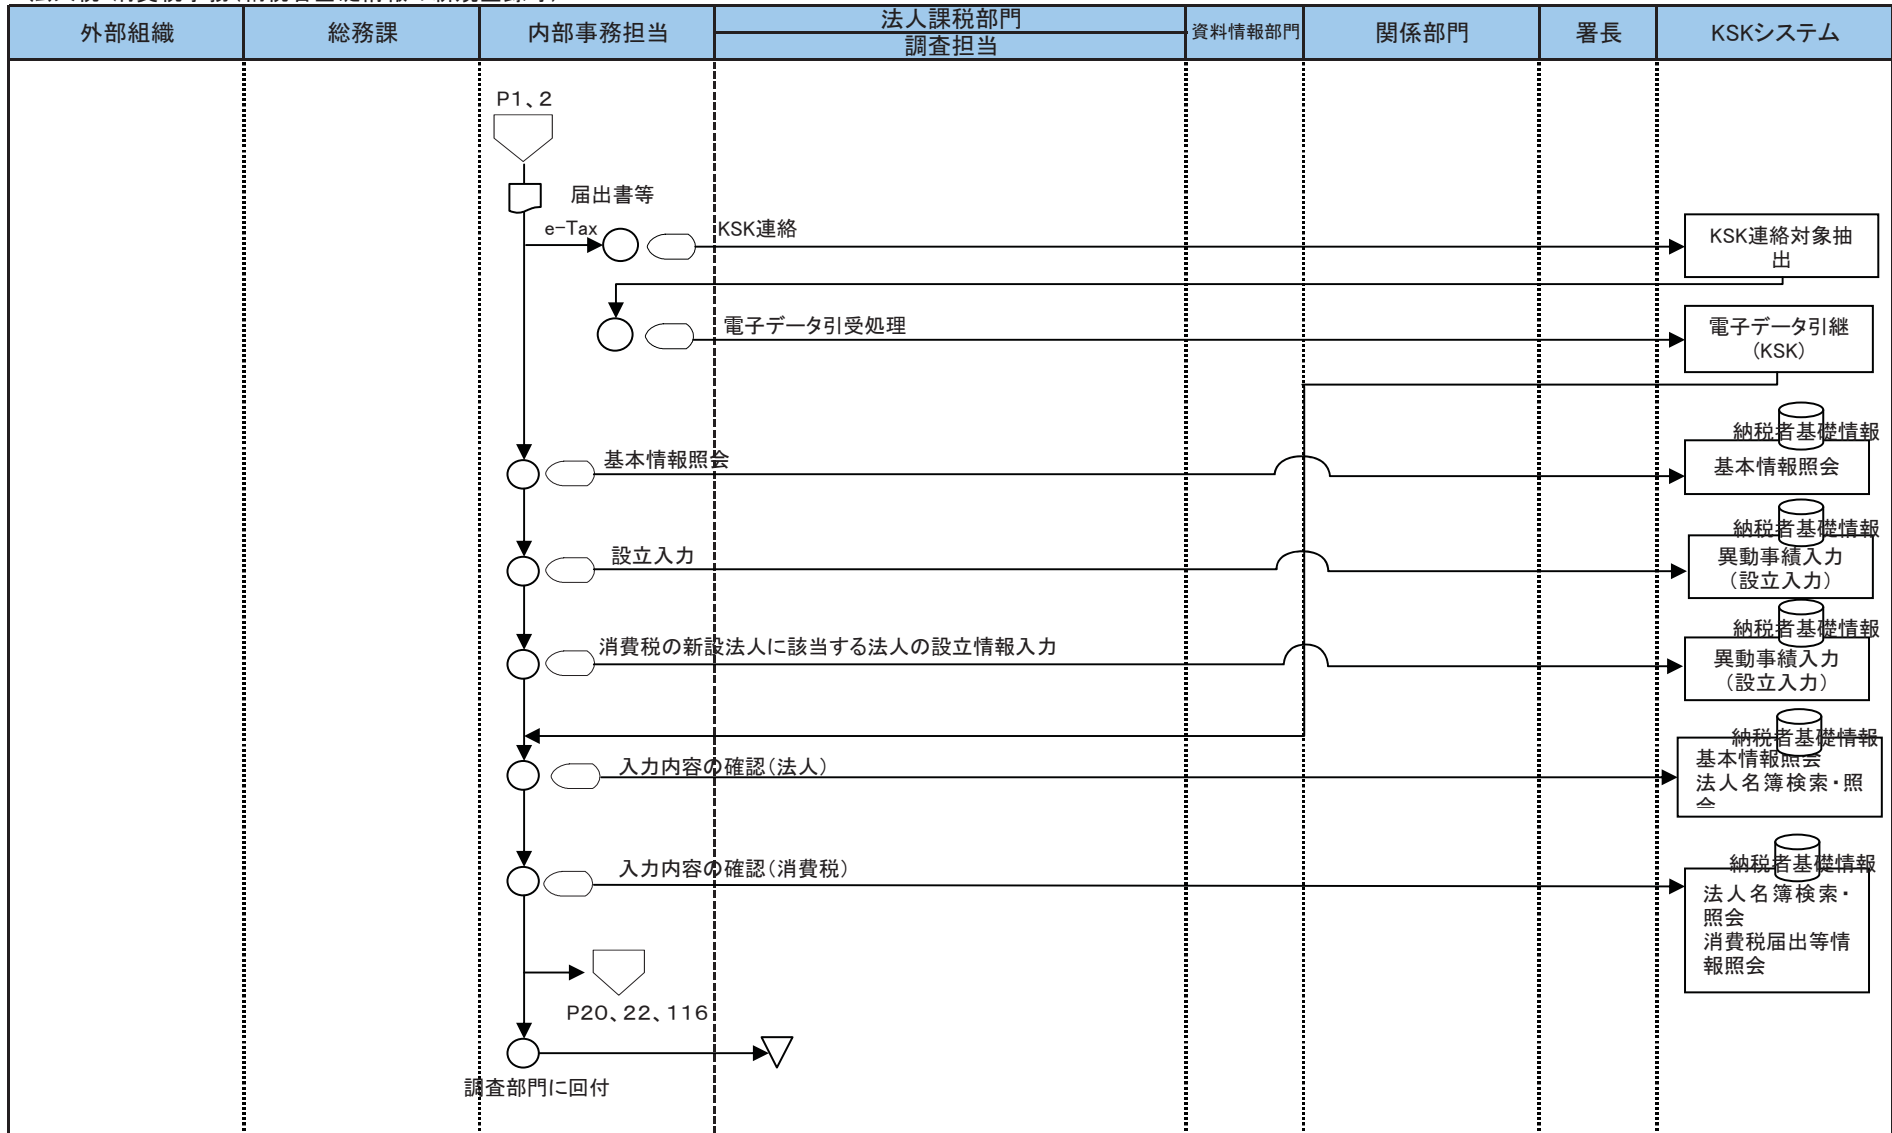 外部組織
総務課
内部事務担当
法人課税部門
調査担当
資料情報部門
関係部門
署長
KSKシステム
P1、2
届出書等
e-Tax
KSK連絡
KSK連絡対象抽
出
電子データ引受処理
電子データ引継
(KSK)
納税者基礎情報
基本情報照会
基本情報照会
納税者基礎情報
設立入力
異動事績入力
(設立入力)
納税者基礎情報
消費税の新設法人に該当する法人の設立情報入力
異動事績入力
(設立入力)
納税者基礎情報
入力内容の確認(法人)
基本情報照会
法人名簿検索・照
会
納税者基礎情報
入力内容の確認(消費税)
法人名簿検索・
照会
消費税届出等情
報照会
P20、22、116
調査部門に回付